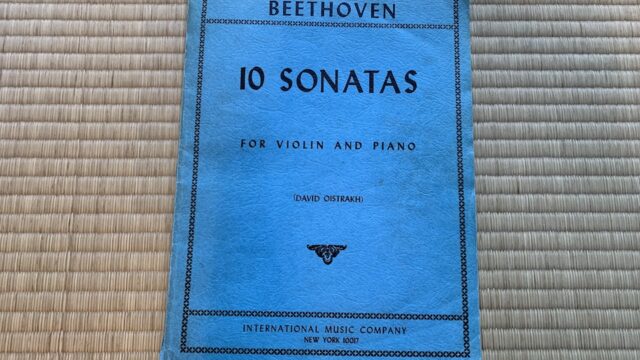 BEETHOVEN
10 SONATAS
FOR VIOLIN AND PIANO
(DAVID OISTRAKH)
INTERNATIONAL MUSIC COMPANY
NEW YORK 10017